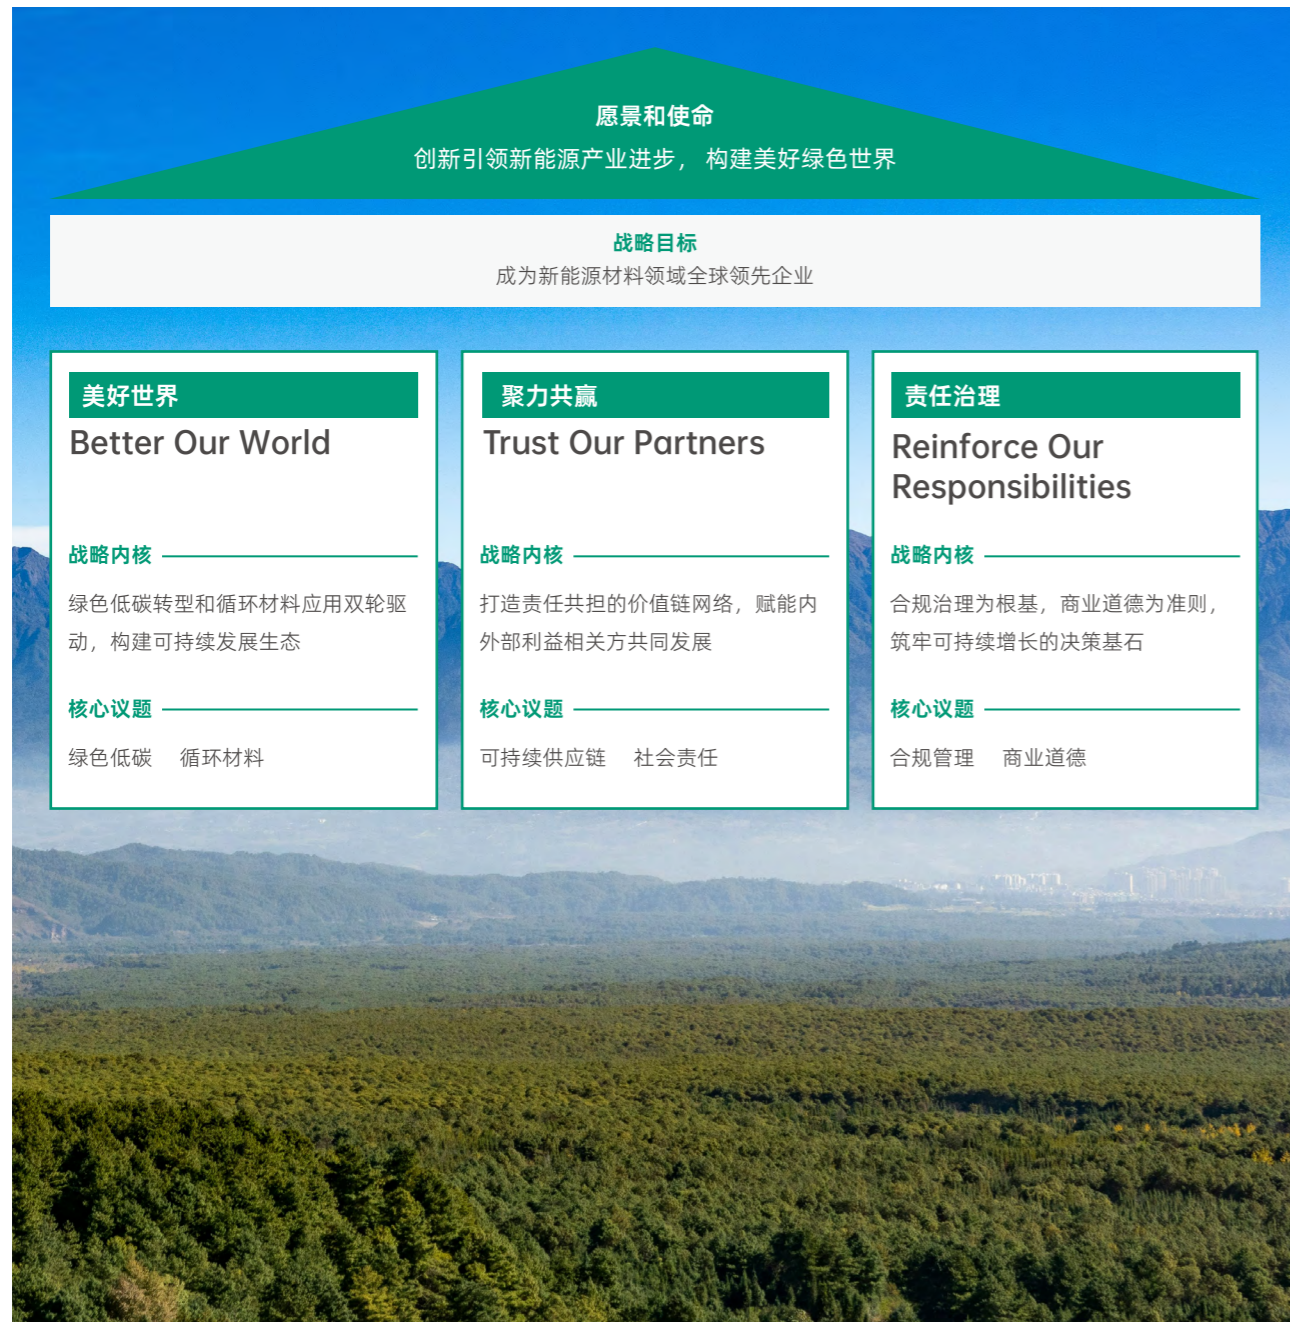 愿景和使命
创新引领新能源产业进步， 构建美好绿色世界
战略目标
成为新能源材料领域全球领先企业
美好世界
Better Our World
战略内核
绿色低碳转型和循环材料应用双轮驱
动，构建可持续发展生态
核心议题
绿色低碳 循环材料
聚力共赢
Trust Our Partners
战略内核
打造责任共担的价值链网络，赋能内
外部利益相关方共同发展
核心议题
可持续供应链 社会责任
责任治理
Reinforce Our
Responsibilities
战略内核
合规治理为根基，商业道德为准则，
筑牢可持续增长的决策基石
核心议题
合规管理 商业道德